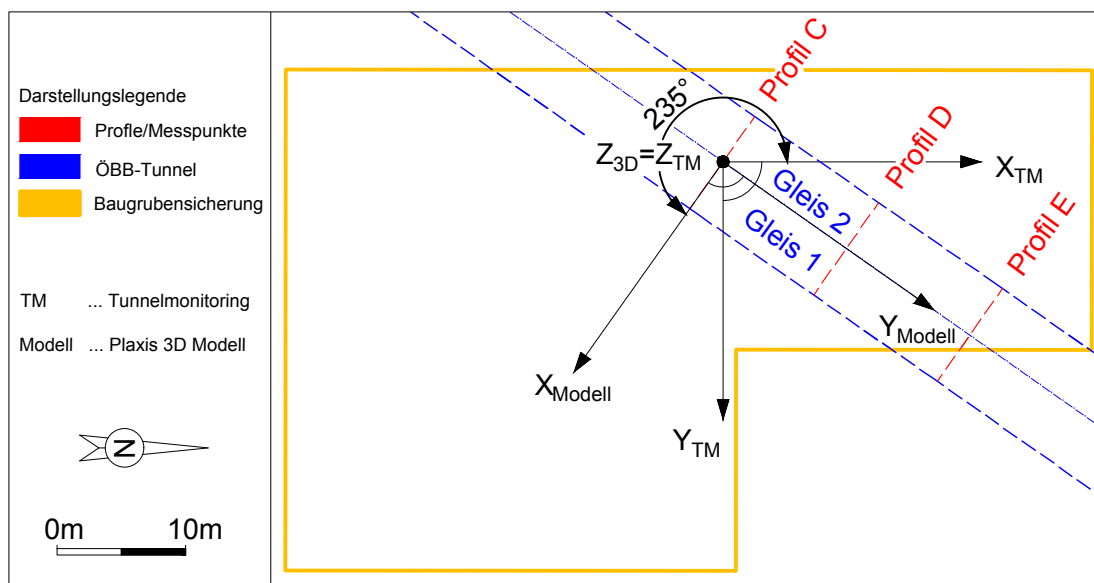 Darstellungslegende
Profle/Messpunkte
ÖBB-Tunnel
Baugrubensicherung
TM ... Tunnelmonitoring
Modell ... Plaxis 3D Modell
N
0m 10m
Profil C
235°
Z3D=ZTM
XTM
Profil D
Gleis 2
Gleis 1
Profil E
YModell
XModell
YTM